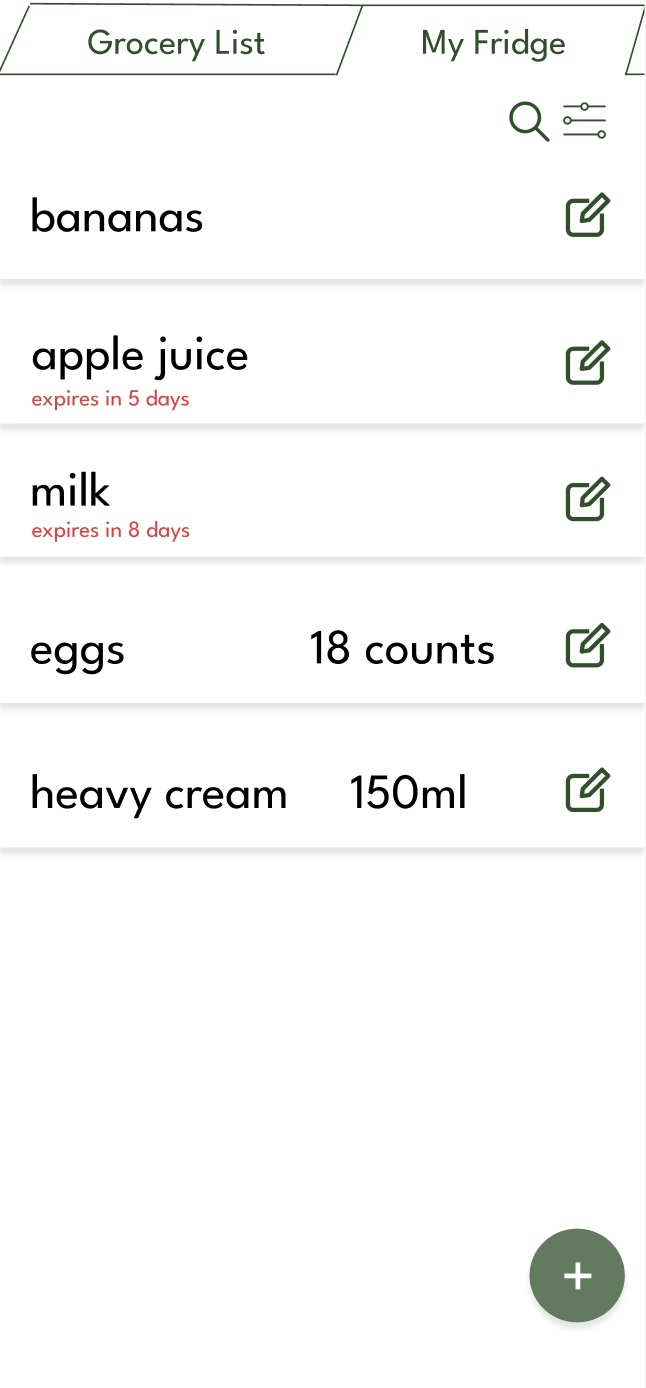 Grocery List
My Fridge
bananas
apple juice
expires in 5 days
milk
expires in 8 days
eggs 18 counts
heavy cream 150ml
+